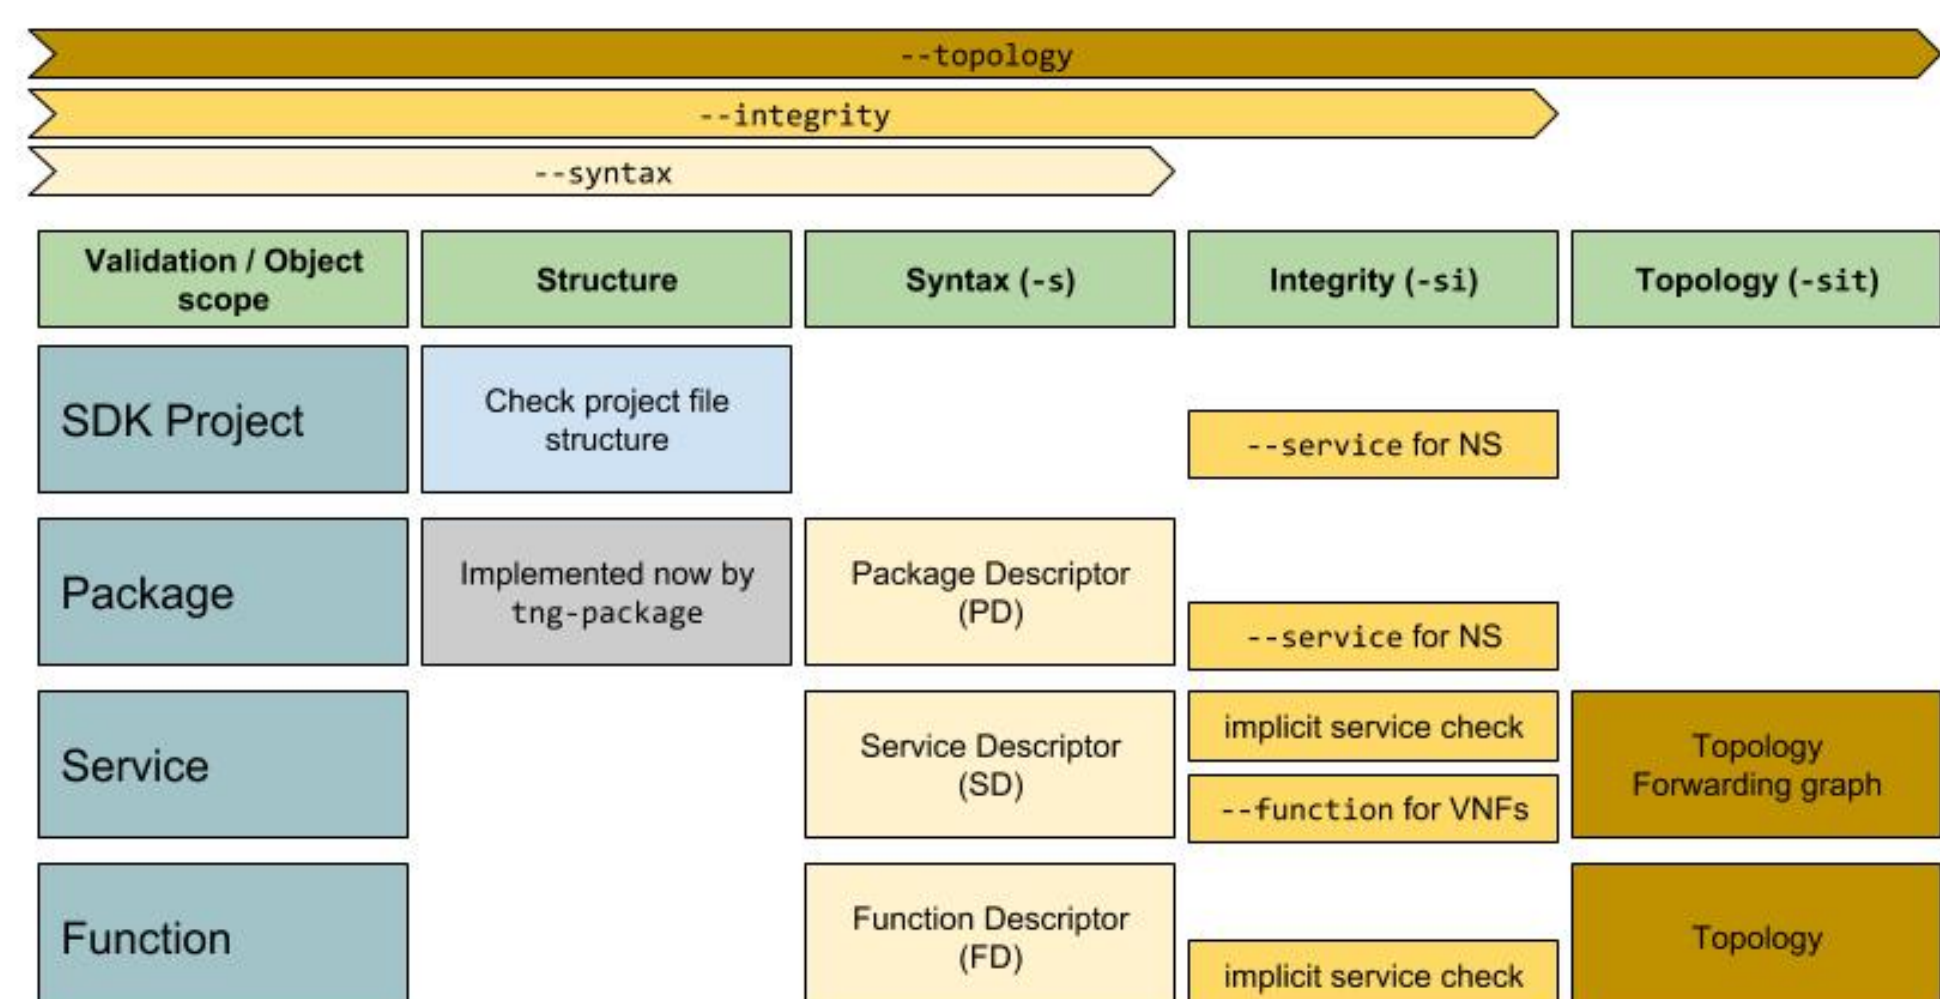 --topology
--integrity
--syntax
Validation / Object
scope
Structure
Syntax (-s)
Integrity (-si)
Topology (-sit)
SDK Project
Check project file
structure
--service for NS
Package
Implemented now by
tng-package
Package Descriptor
(PD)
--service for NS
Service
Service Descriptor
(SD)
implicit service check
--function for VNFs
Topology
Forwarding graph
Function
Function Descriptor
(FD)
implicit service check
Topology